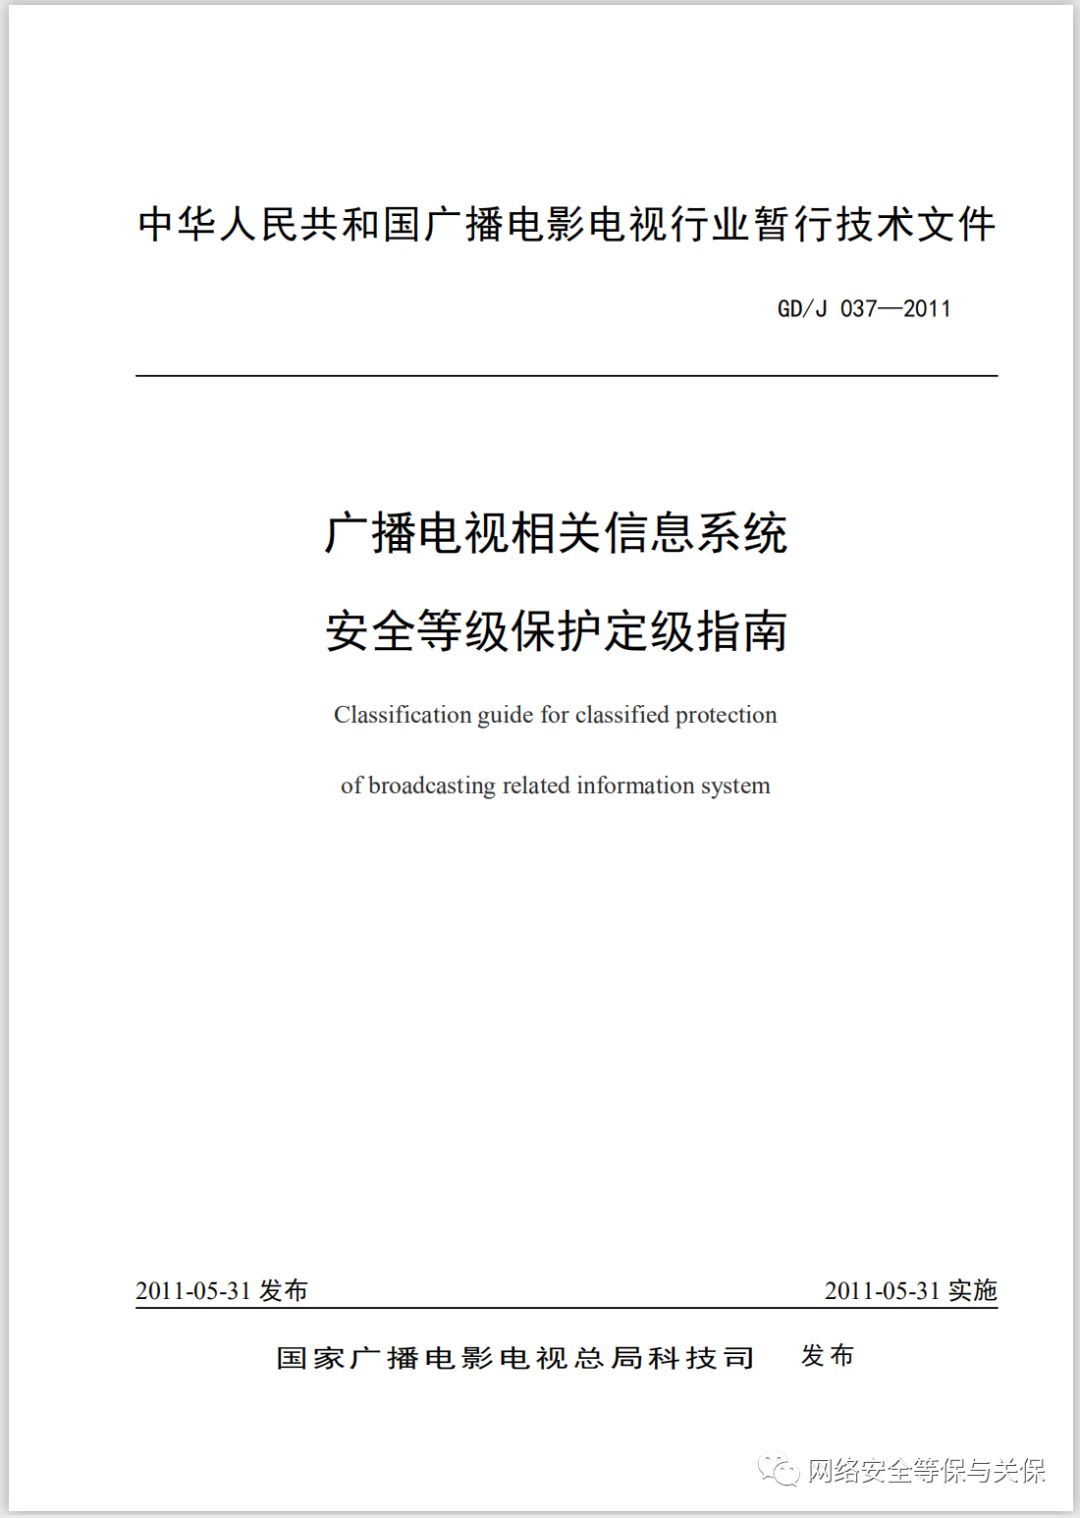 中华人民共和国广播电影电视行业暂行技术文件
GD/J 037—2011
广播电视相关信息系统
安全等级保护定级指南
Classification guide for classified protection
of broadcasting related information system
2011-05-31 发布
2011-05-31 实施
国家广播电影电视总局科技司 发布
网络安全等保与关保